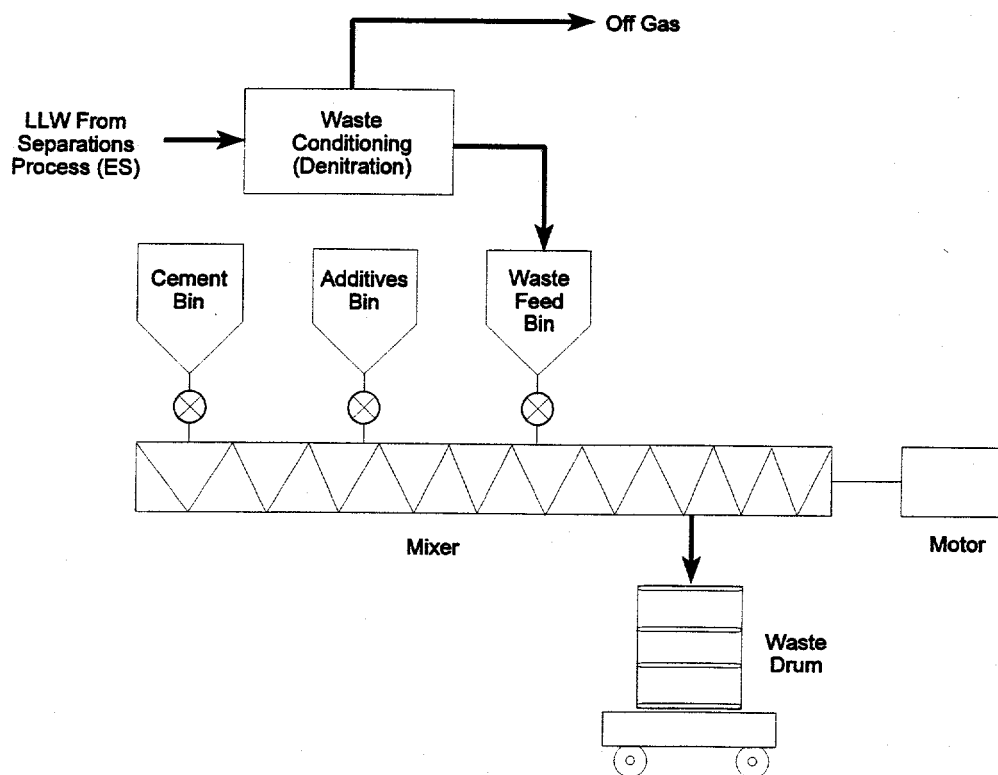 Off Gas
LLW From
Separations
Process (ES)
Waste
Conditioning
(Denitration)
Cement
Bin
Additives
Bin
Waste
Feed
Bin
Mixer
Motor
Waste
Drum